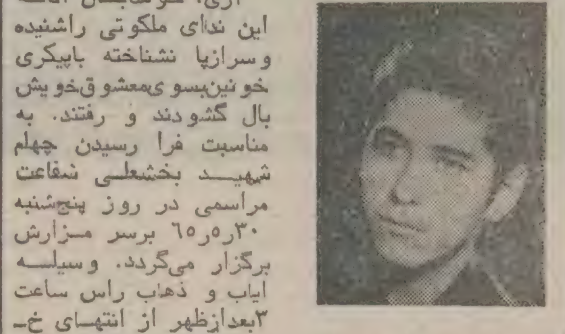 این ندای ملکوتی راشنیده
وسرازپا نشناخته باپیکری
خونین‌بسوی‌معشوق‌خویش
بال گشودند و رفتند. به
مناسبت فرا رسیدن چهلم
شهید بخشعلی شفاعت
مراسمی در روز پنجشنبه
۳۰ر۵ر۶۵ برسر مزارش
برگزار می‌گردد. وسیله
ایاب و ذهاب راس ساعت
۳بعدازظهر از انتهای خ‍ـ